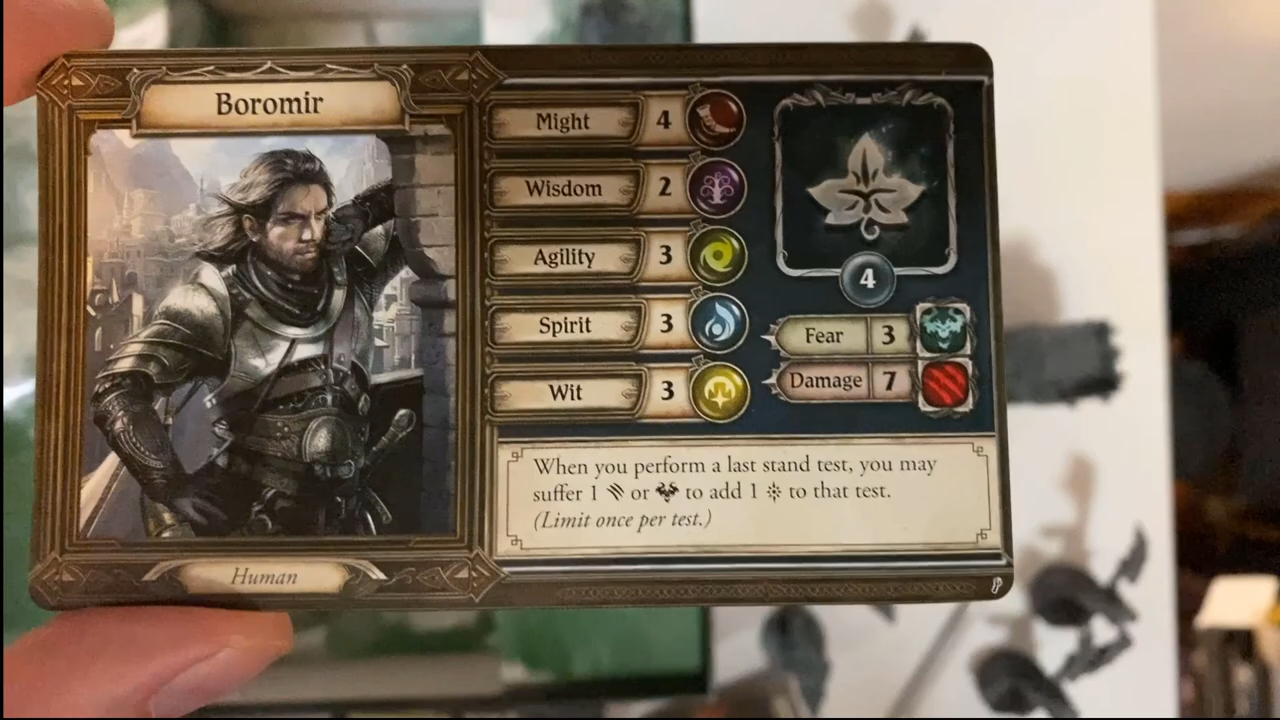 Boromir
Might 4
Wisdom 2
Agility 3
Spirit 3
Wit 3
4
Fear 3
Damage 7
When you perform a last stand test, you may
suffer 1 or to add 1 to that test.
(Limit once per test.)
Human